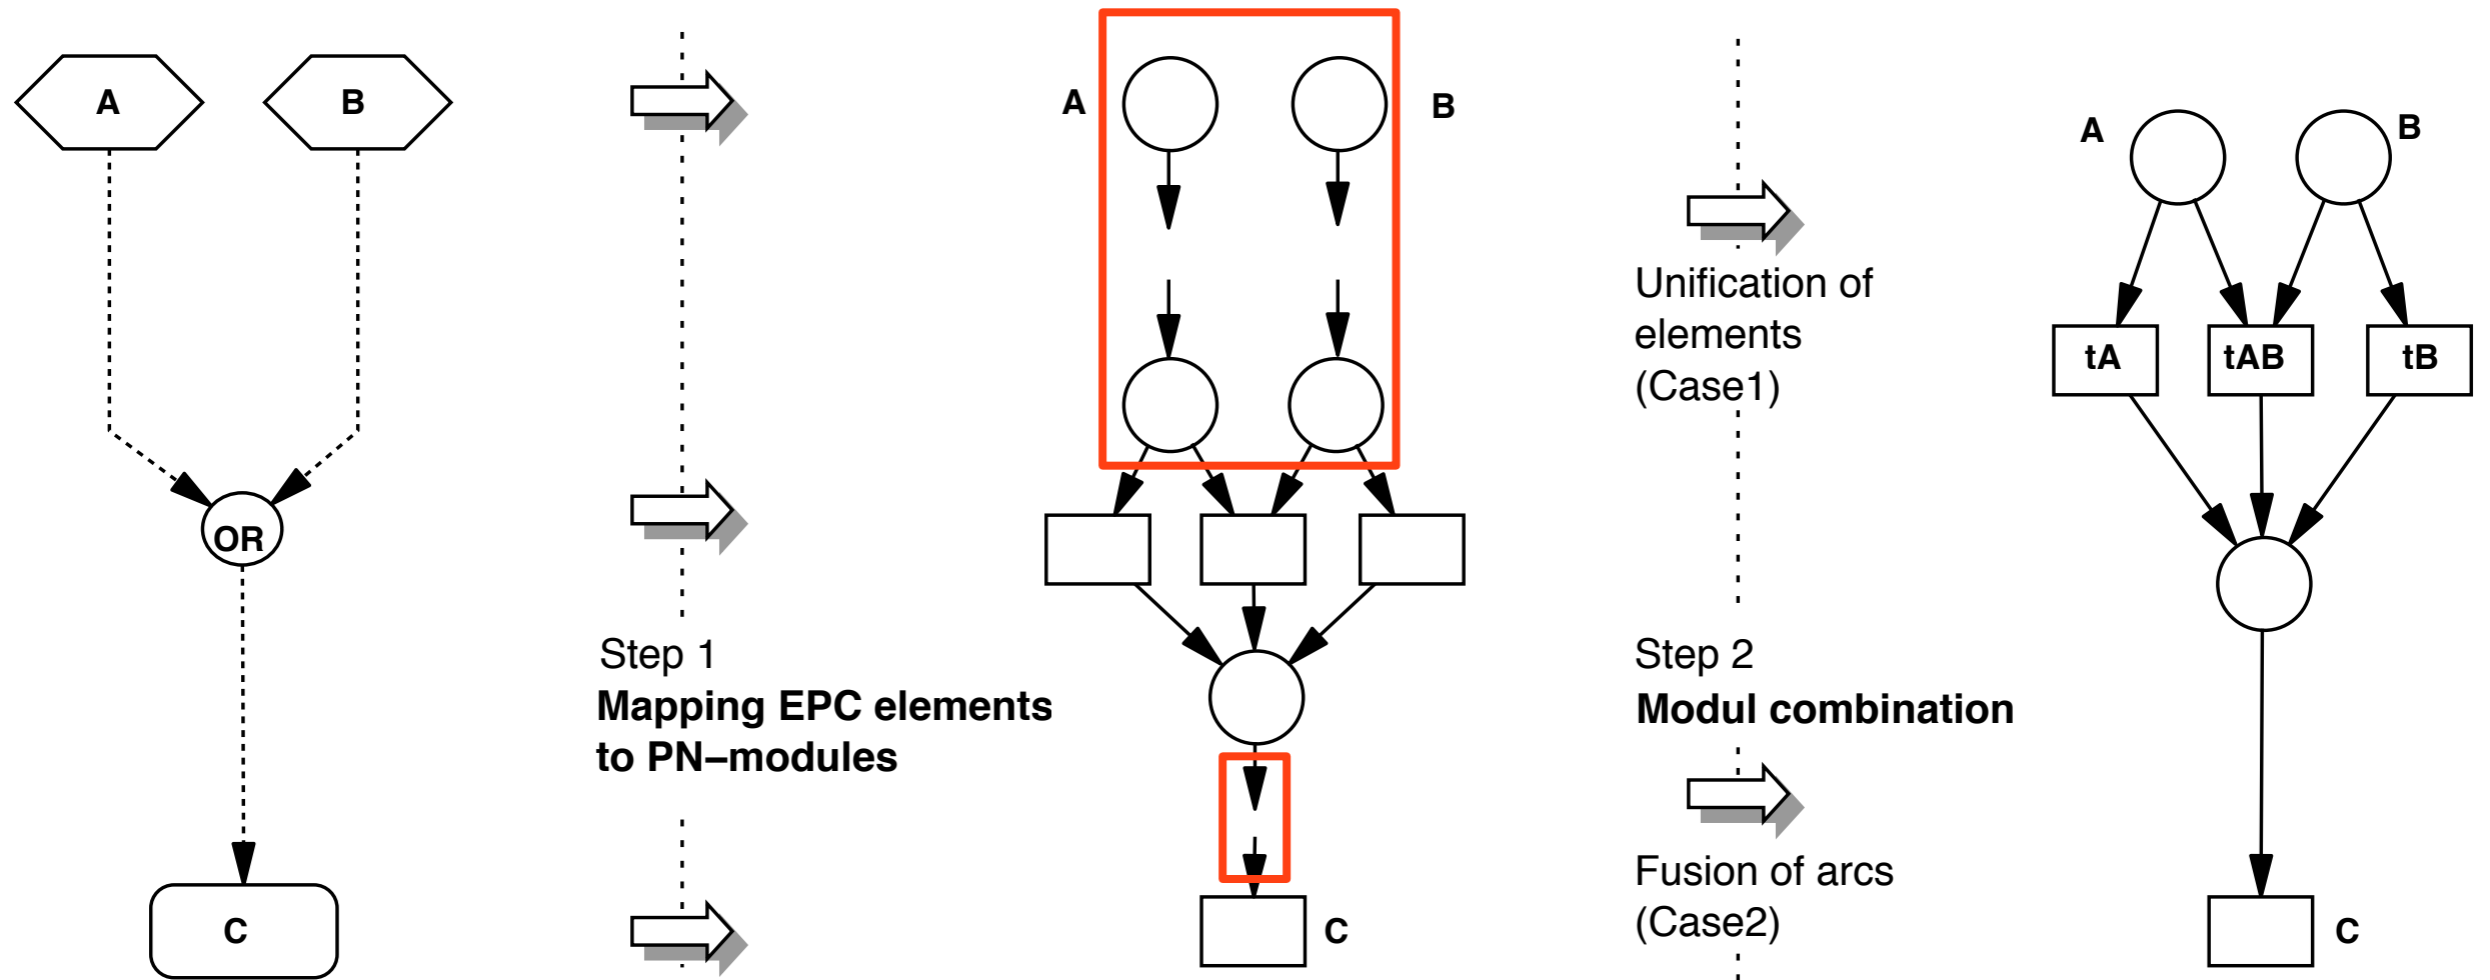 A
B
OR
C
Step 1
Mapping EPC elements
to PN–modules
A
B
C
Unification of
elements
(Case1)
Step 2
Modul combination
Fusion of arcs
(Case2)
A
B
tA
tAB
tB
C